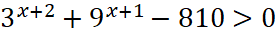 3^{x+2} + 9^{x+1} − 810 > 0